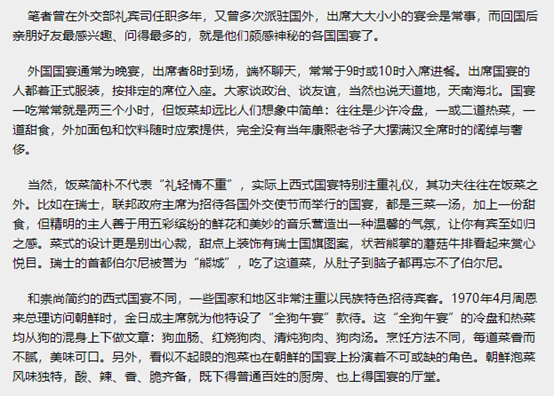 笔者曾在外交部礼宾司任职多年，又曾多次派驻国外，出席大大小小的宴会是常事，而回国后
亲朋好友最感兴趣、问得最多的，就是他们颇感神秘的各国国宴了。
外国国宴通常为晚宴，出席者8时到场，端杯聊天，常常于9时或10时入席进餐。出席国宴的
人都着正式服装，按排定的席位入座。大家谈政治、谈友谊，当然也说天道地，天南海北。国宴
一吃常常就是两三个小时，但饭菜却远比人们想象中简单：往往是少许冷盘，一或二道热菜，一
道甜食，外加面包和饮料随时应索提供，完全没有当年康熙老爷子大摆满汉全席时的阔绰与奢
侈。
当然，饭菜简朴不代表“礼轻情不重”，实际上西式国宴特别注重礼仪，其功夫往往在饭菜之
外。比如在瑞士，联邦政府主席为招待各国外交使节而举行的国宴，都是三菜一汤，加上一份甜
食，但精明的主人善于用五彩缤纷的鲜花和美妙的音乐营造出一种温馨的气氛，让你有宾至如归
之感。菜式的设计更是别出心裁，甜点上装饰有瑞士国旗图案，状若熊掌的蘑菇牛排看起来赏心
悦目。瑞士的首都伯尔尼被誉为“熊城”，吃了这道菜，从肚子到脑子都再忘不了伯尔尼。
和崇尚简约的西式国宴不同，一些国家和地区非常注重以民族特色招待宾客。1970年4月周恩
来总理访问朝鲜时，金日成主席就为他特设了“全狗午宴”款待。这“全狗午宴”的冷盘和热菜
均从狗的浑身上下做文章：狗血肠、红烧狗肉、清炖狗肉、狗肉汤。烹饪方法不同，每道菜香而
不腻，美味可口。另外，看似不起眼的泡菜也在朝鲜的国宴上扮演着不可或缺的角色。朝鲜泡菜
风味独特，酸、辣、香、脆齐备，既下得普通百姓的厨房、也上得国宴的厅堂。